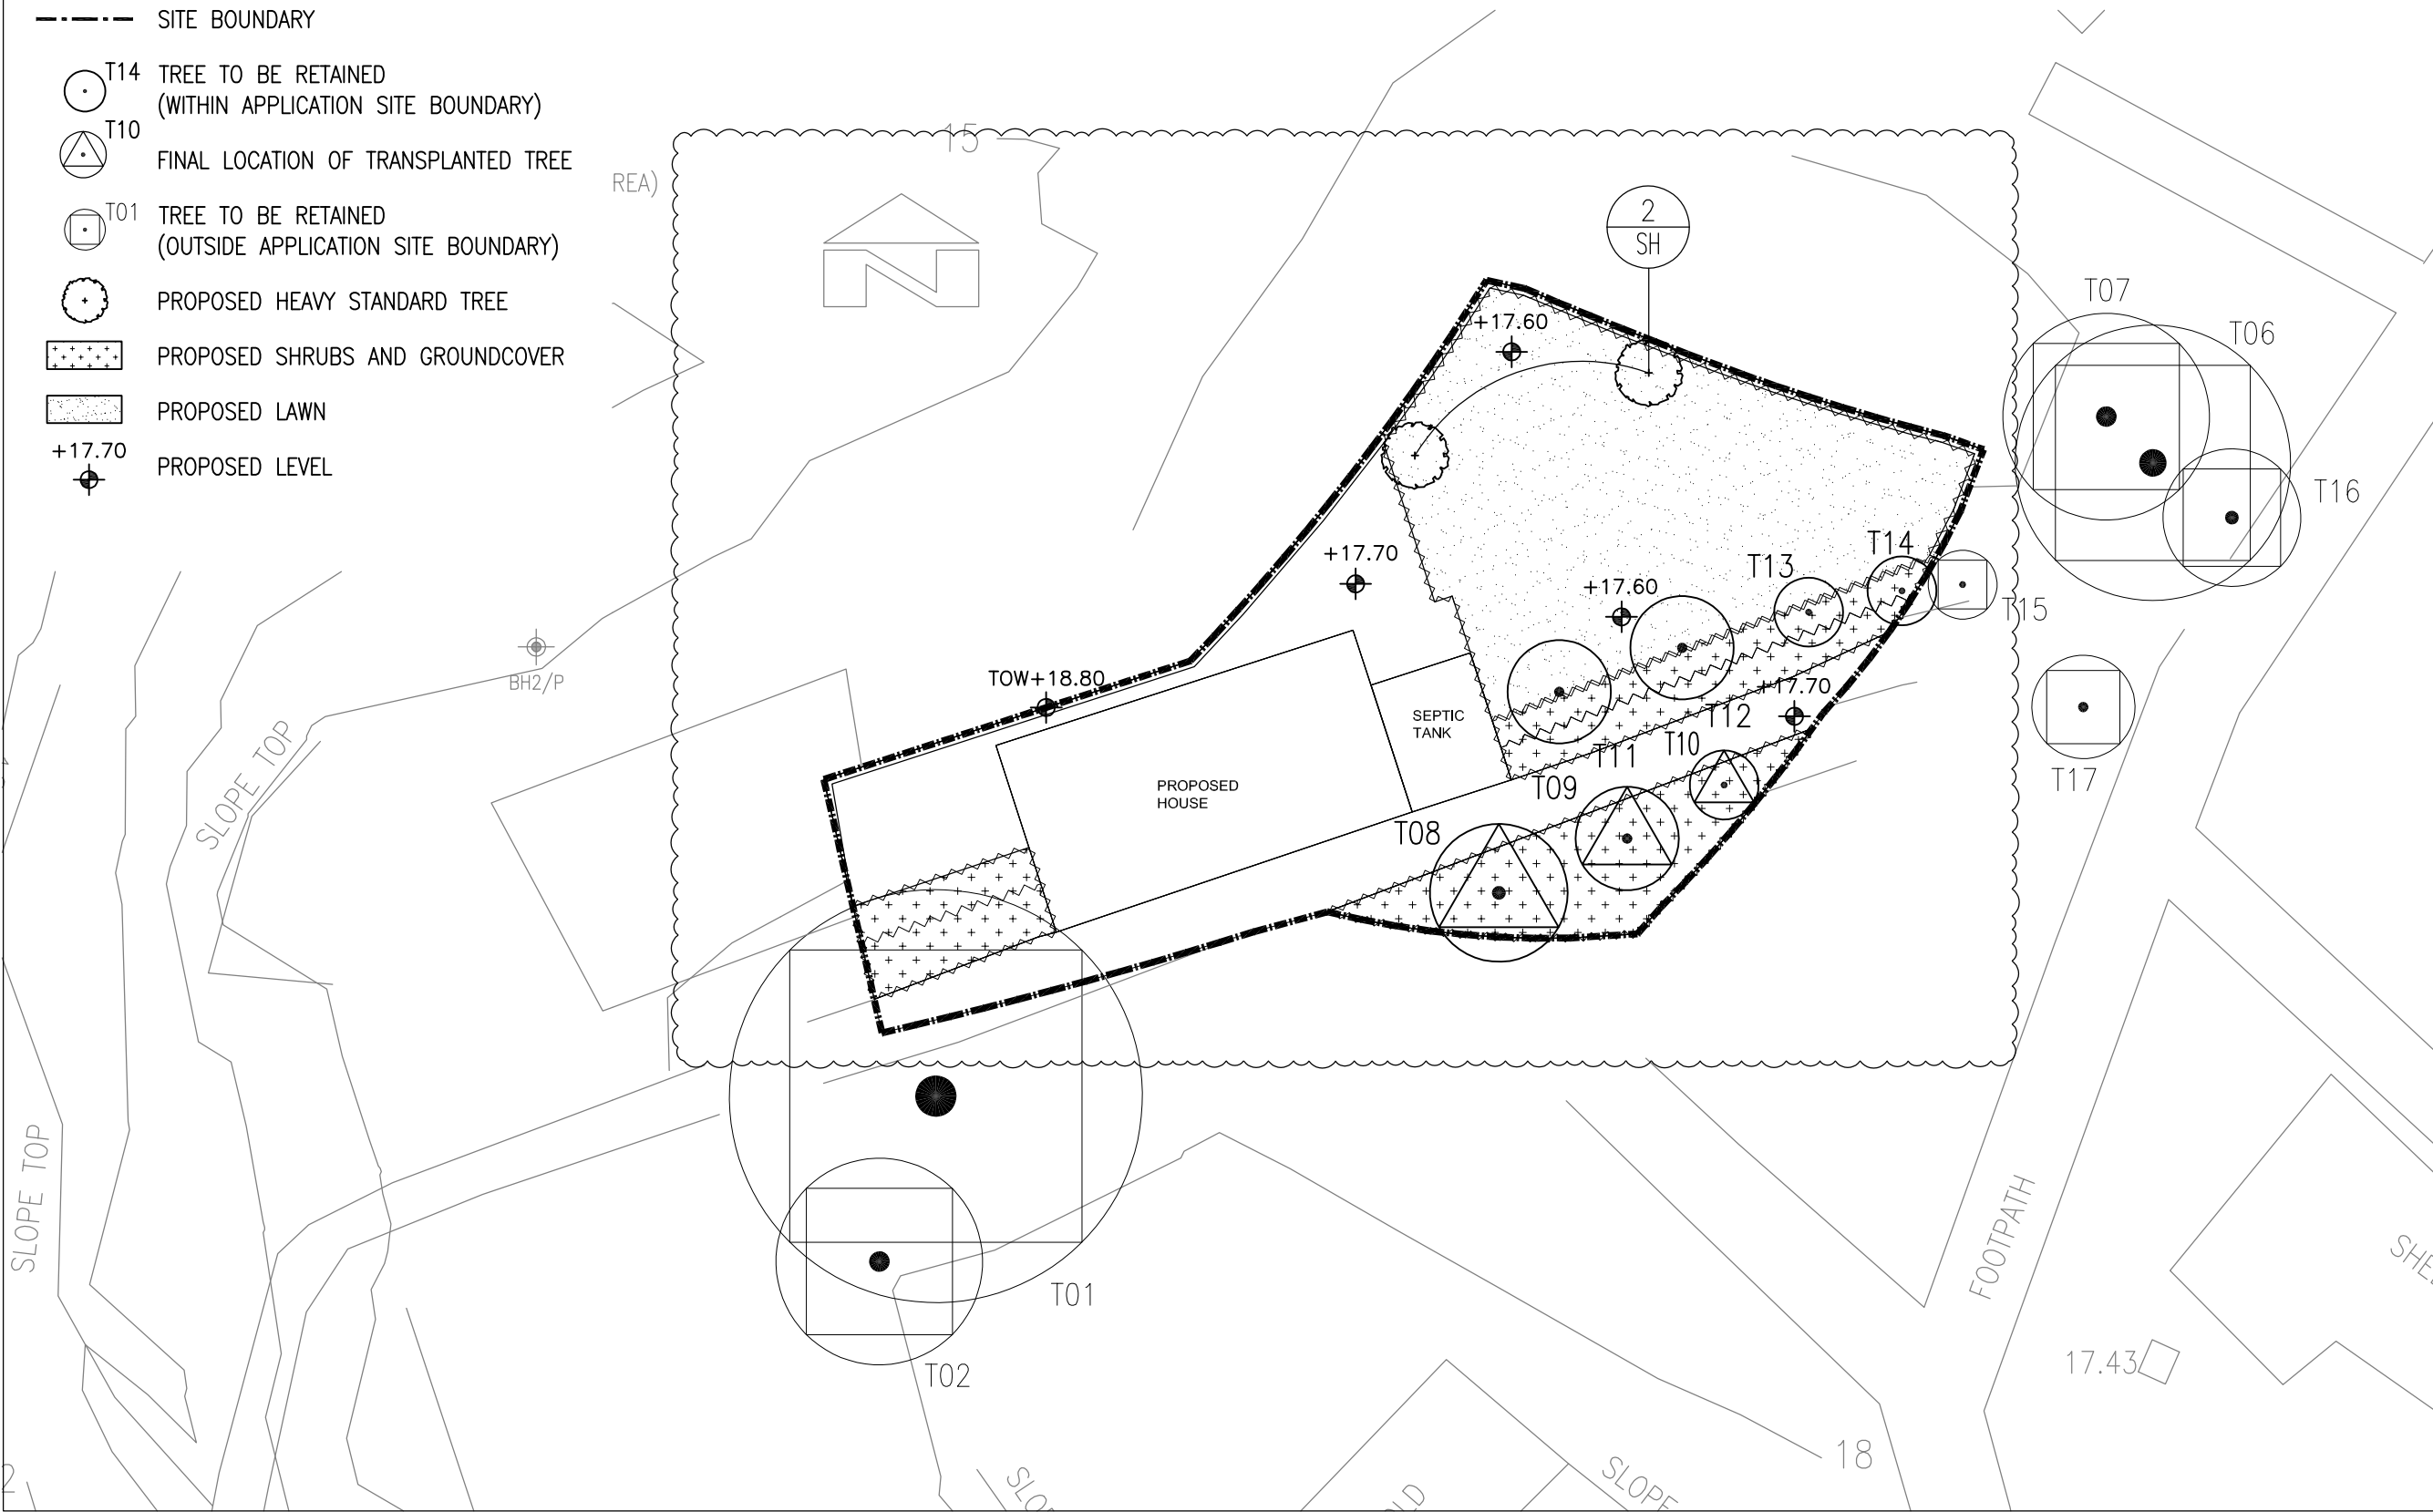 SITE BOUNDARY
T14
TREE TO BE RETAINED
(WITHIN APPLICATION SITE BOUNDARY)
T10
FINAL LOCATION OF TRANSPLANTED TREE
T01
TREE TO BE RETAINED
(OUTSIDE APPLICATION SITE BOUNDARY)
PROPOSED HEAVY STANDARD TREE
PROPOSED SHRUBS AND GROUNDCOVER
PROPOSED LAWN
+17.70
PROPOSED LEVEL
15
REA)
N
2
SH
+17.60
T07
T06
T16
+17.70
+17.60
T13
T14
T15
BH2/P
TOW+18.80
+17.70
SEPTIC
TANK
T12
T10
T11
T09
T08
T17
PROPOSED
HOUSE
SLOPE TOP
SLOPE TOP
T01
T02
FOOTPATH
17.43
18
SLOPE
2